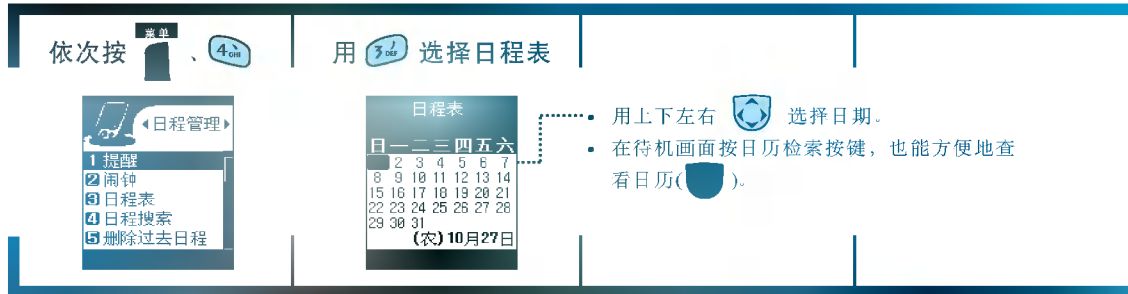 依次按 菜单 、 4 GHI
日程管理
1 提醒
2 闹钟
3 日程表
4 日程搜索
5 删除过去日程
用 3 DEF 选择日程表
日程表
日 一 二 三 四 五 六
2 3 4 5 6 7
8 9 10 11 12 13 14
15 16 17 18 19 20 21
22 23 24 25 26 27 28
29 30 31
(农)10月27日
• 用上下左右 选择日期。
• 在待机画面按日历检索按键，也能方便地查
看日历( )。